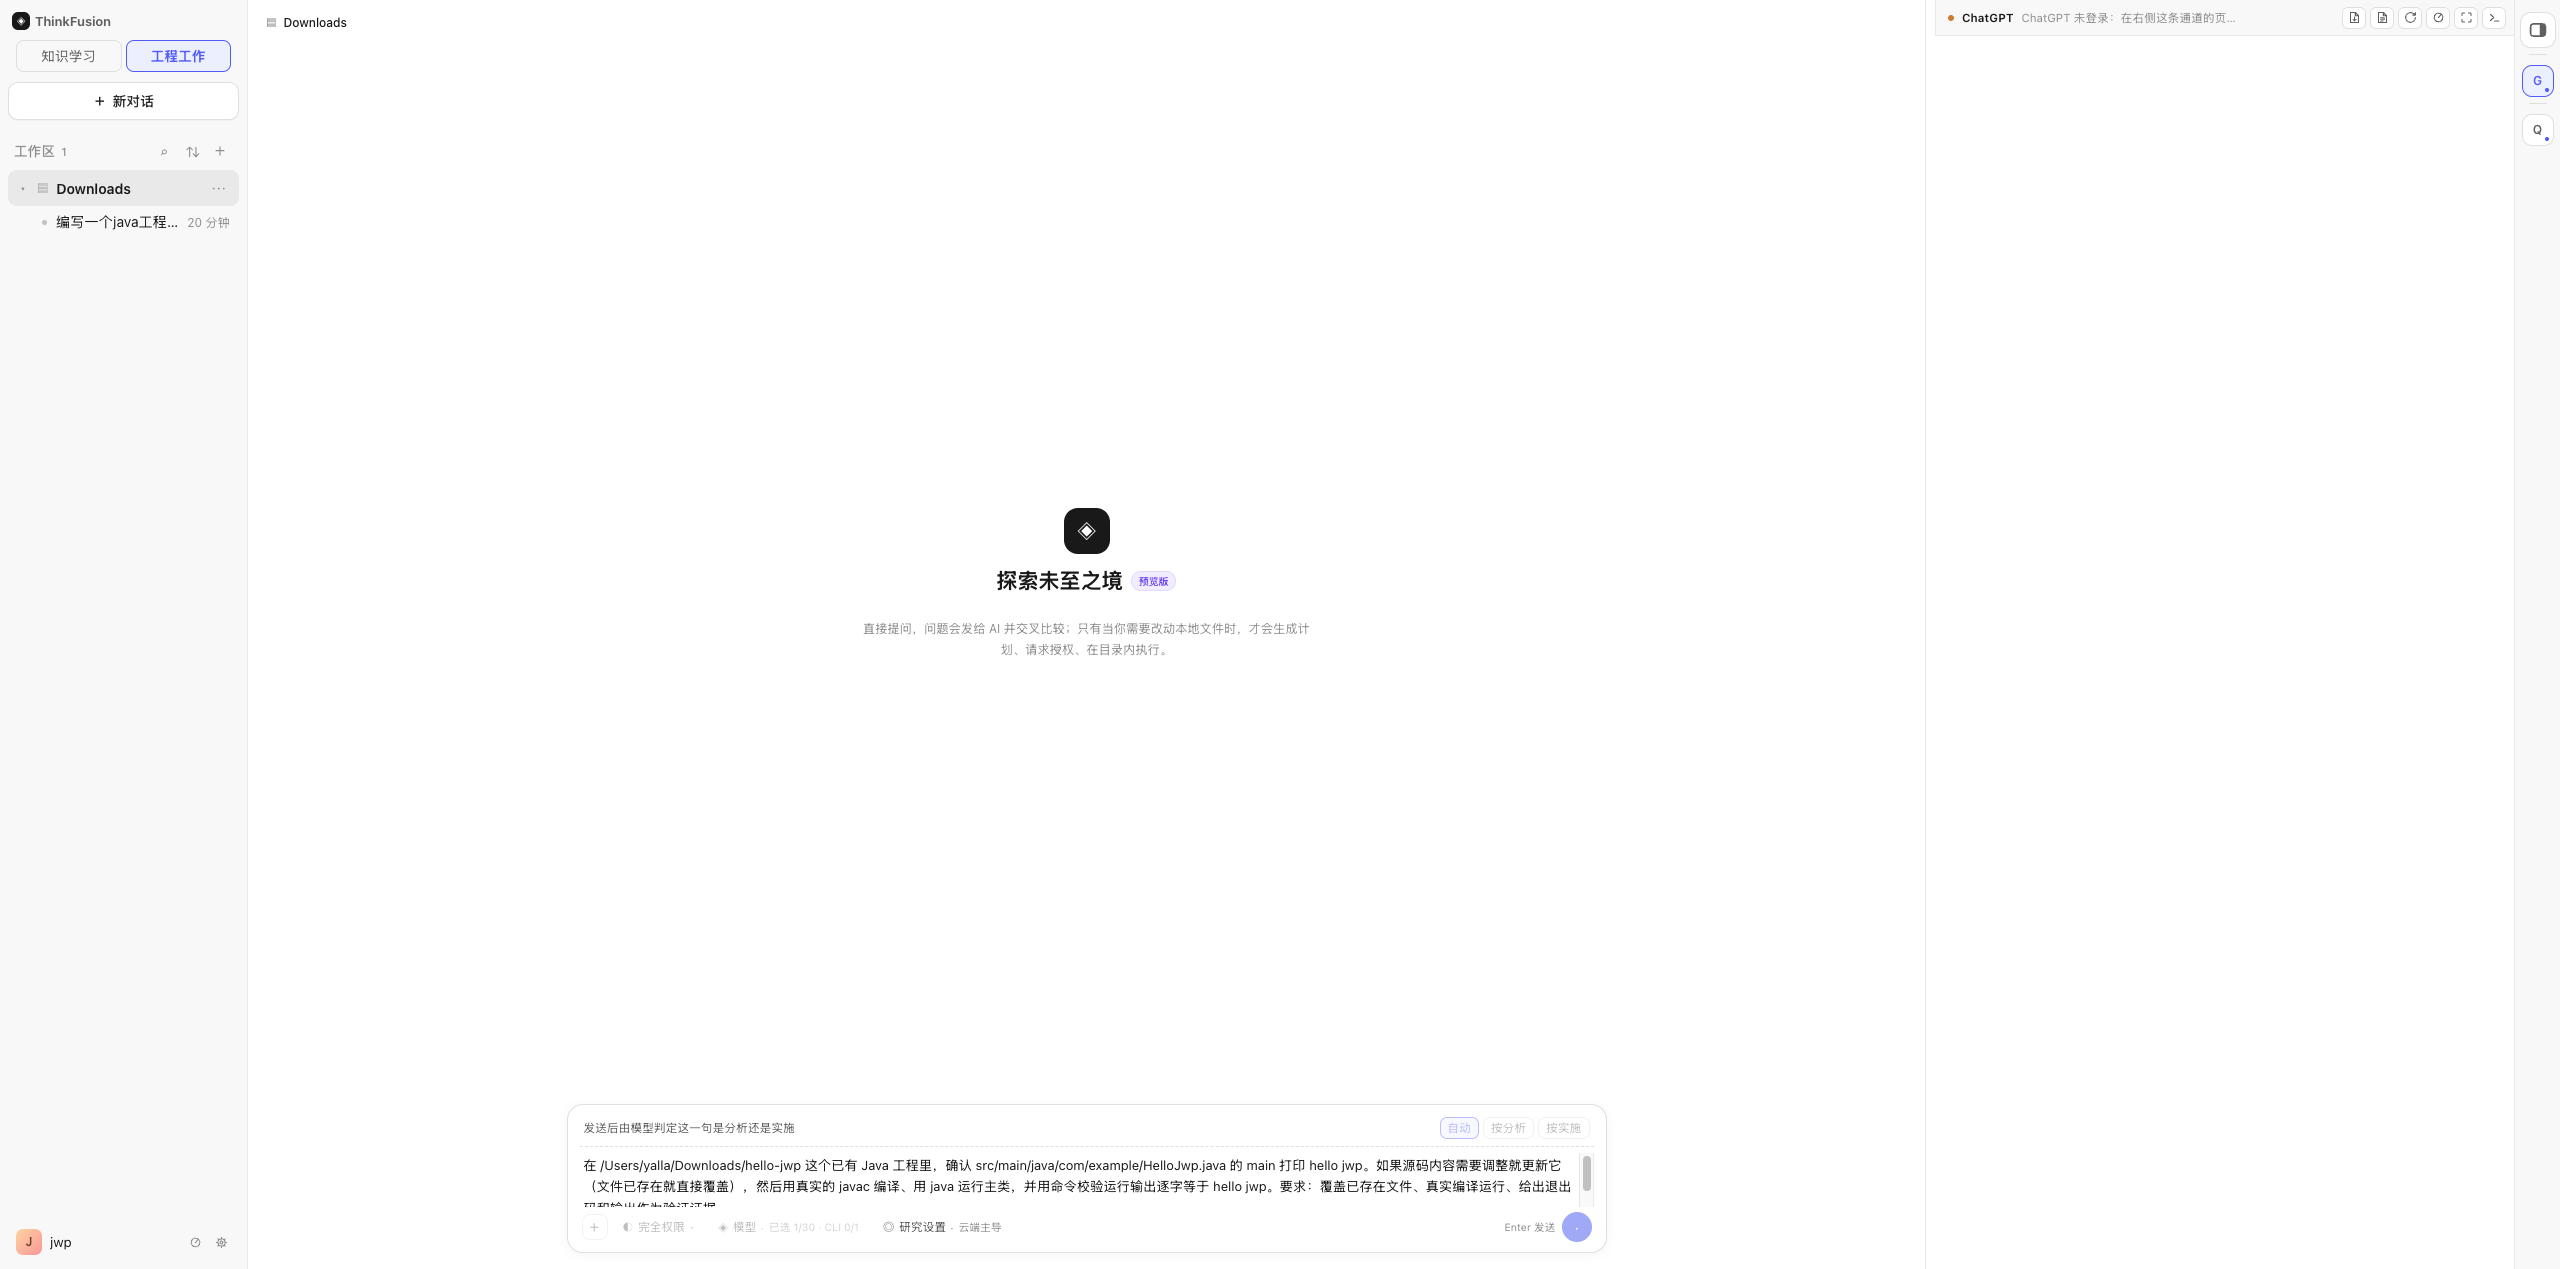 ThinkFusion
知识学习
工程工作
+ 新对话
工作区 1
Downloads
编写一个java工程... 20 分钟
J jwp
Downloads
探索未至之境 预览版
直接提问，问题会发给 AI 并交叉比较；只有当你需要改动本地文件时，才会生成计
划、请求授权、在目录内执行。
发送后由模型判定这一句是分析还是实施
自动 按分析 按实施
在 /Users/yalla/Downloads/hello-jwp 这个已有 Java 工程里，确认 src/main/java/com/example/HelloJwp.java 的 main 打印 hello jwp。如果源码内容需要调整就更新它
（文件已存在就直接覆盖），然后用真实的 javac 编译、用 java 运行主类，并用命令校验运行输出逐字等于 hello jwp。要求：覆盖已存在文件、真实编译运行、给出退出
码和输出作为验证证据
完全权限 · 模型 · 已选 1/30 · CLI 0/1 研究设置 · 云端主导 Enter 发送
ChatGPT ChatGPT 未登录：在右侧这条通道的页...
G
Q